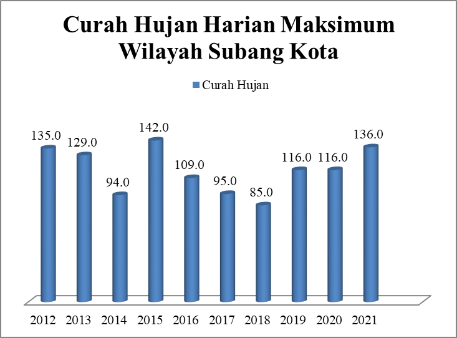 Curah Hujan Harian Maksimum
Wilayah Subang Kota
Curah Hujan
135.0 129.0 94.0 142.0 109.0 95.0 85.0 116.0 116.0 136.0
2012 2013 2014 2015 2016 2017 2018 2019 2020 2021